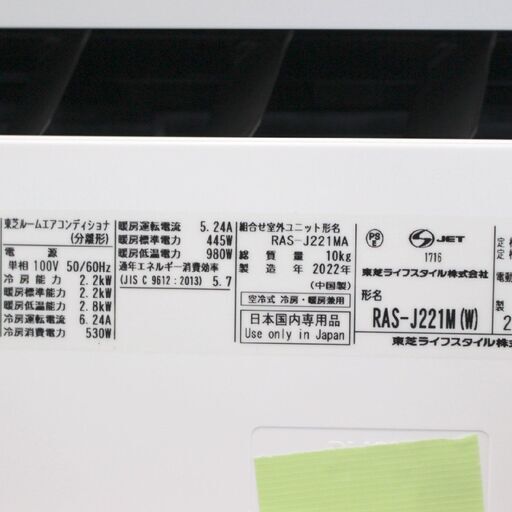 東芝ルームエアコンディショナ
(分離形)
電源
単相 100V 50/60Hz
冷房能力 2.2kW
暖房標準能力 2.2kW
暖房低温能力 2.8kW
冷房運転電流 6.24A
冷房消費電力 530W
暖房運転電流 5.24A
暖房標準電力 445W
暖房低温電力 980W
通年エネルギー消費効率
(JIS C 9612:2013) 5.7
組合せ室外ユニット形名
RAS-J221MA
総質量 10kg
製造年 2022年
(中国製)
空冷式 冷房・暖房兼用
日本国内専用品
Use only in Japan
PS
E
JET
1716
東芝ライフスタイル株式会社
形名
RAS-J221M(W)
東芝ライフスタイル株式会社
定
定
電動
製
2